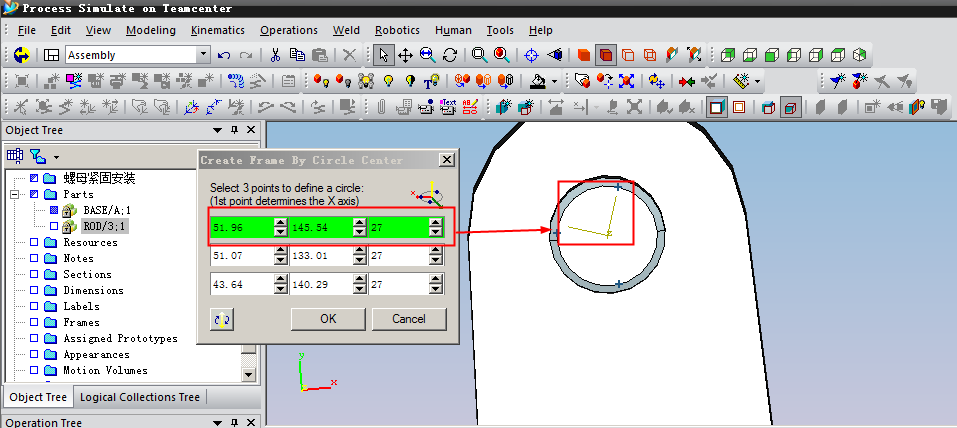 Process Simulate on Teamcenter
File Edit View Modeling Kinematics Operations Weld Robotics Human Tools Help
Assembly
Object Tree
螺母紧固安装
Parts
BASE/A;1
ROD/3;1
Resources
Notes
Sections
Dimensions
Labels
Frames
Assigned Prototypes
Appearances
Motion Volumes
Object Tree Logical Collections Tree
Operation Tree
Create Frame By Circle Center
Select 3 points to define a circle:
(1st point determines the X axis)
51.96 145.54 27
51.07 133.01 27
43.64 140.29 27
OK Cancel
y
x
z